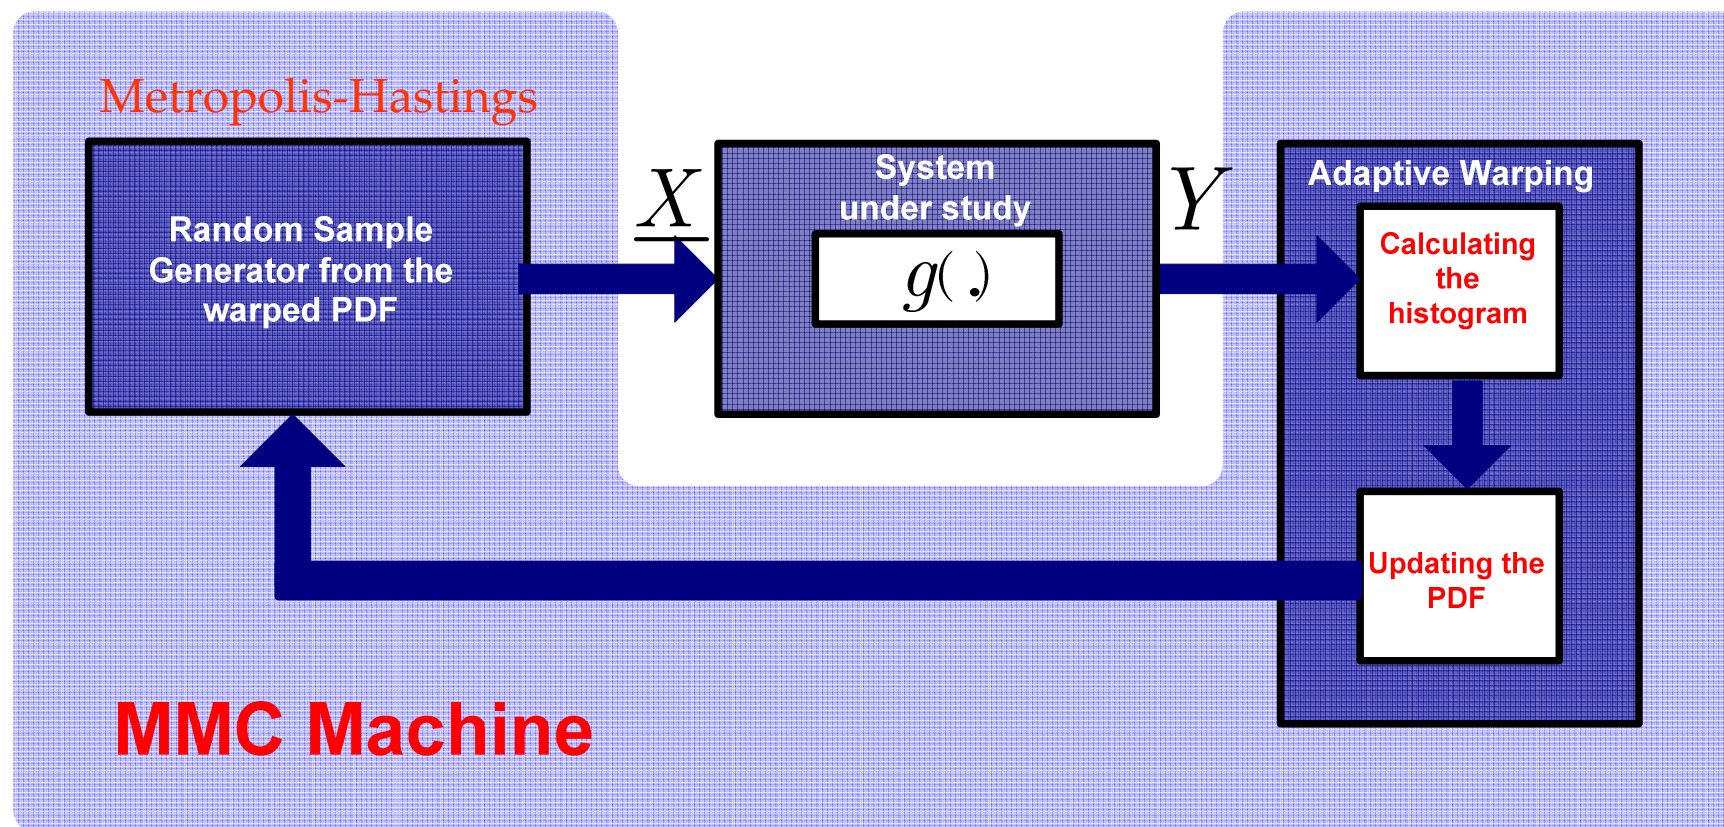 Metropolis-Hastings
Random Sample
Generator from the
warped PDF
X
System
under study
g(.)
Y
Adaptive Warping
Calculating
the
histogram
Updating the
PDF
MMC Machine